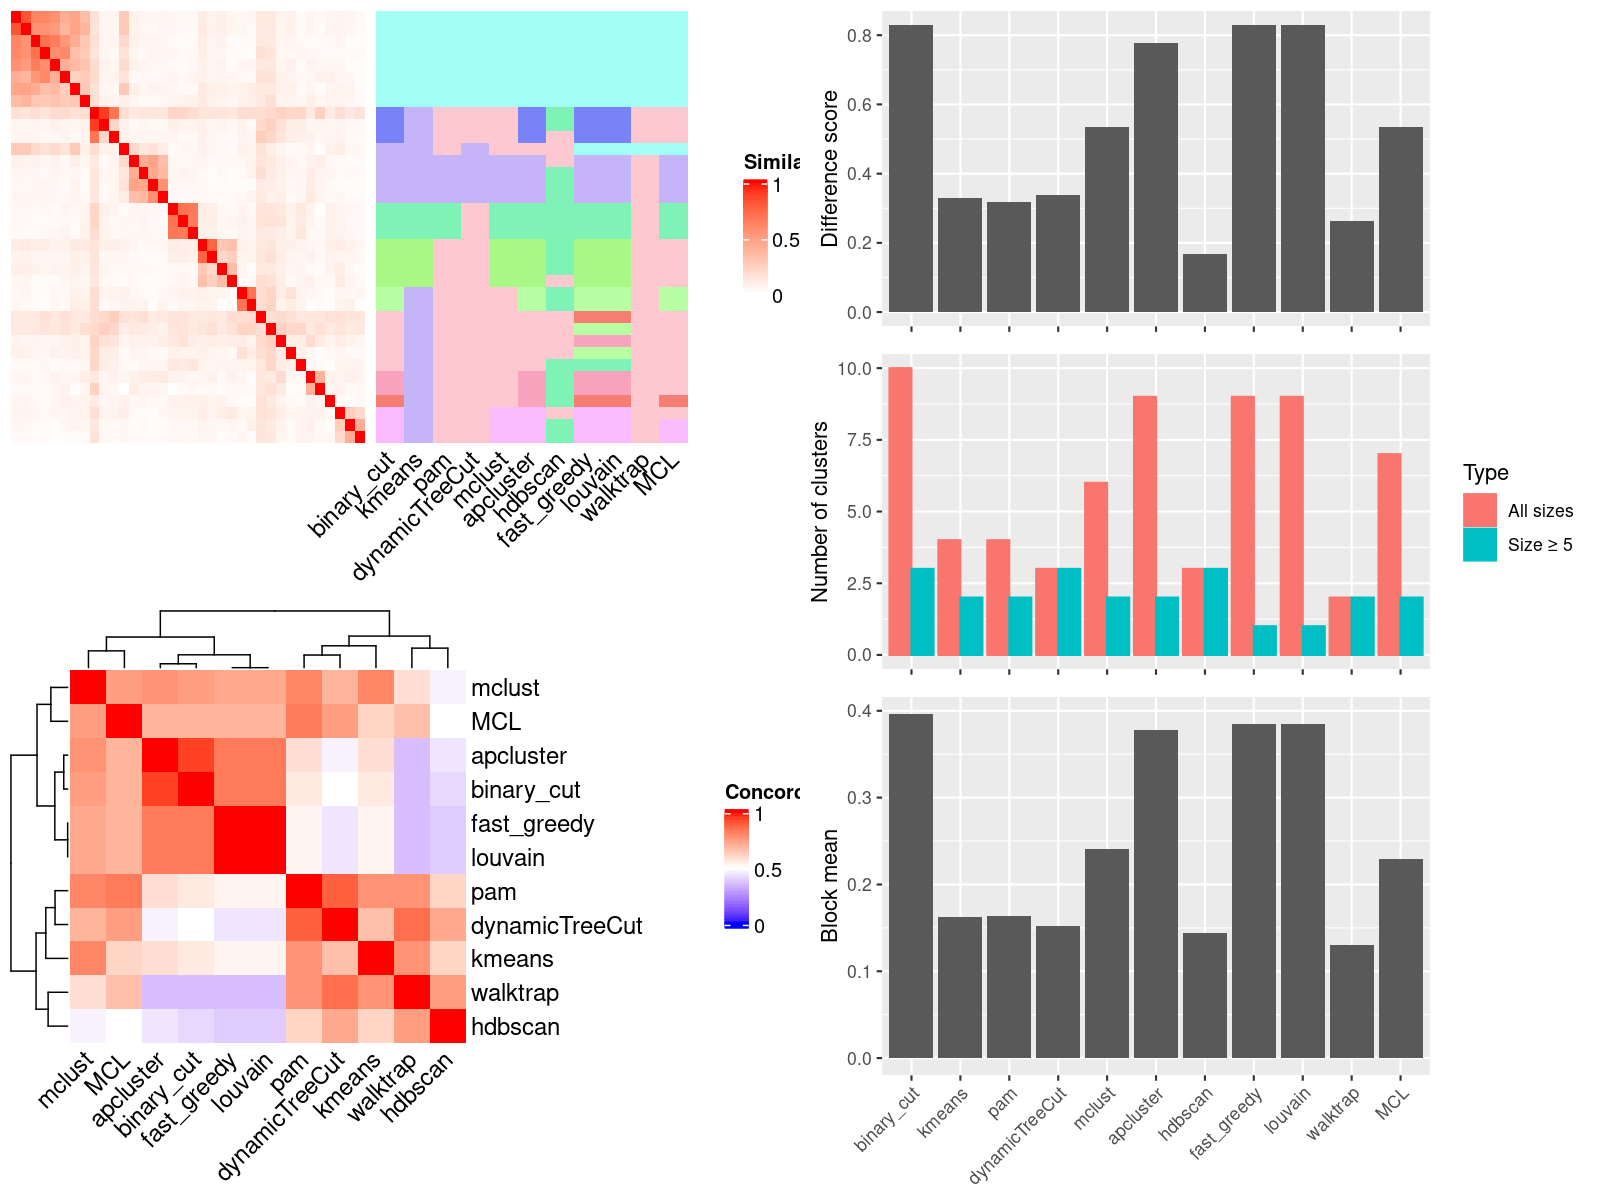 Simila
1
0.5
0
binary_cut
kmeans
pam
dynamicTreeCut
mclust
apcluster
hdbscan
fast_greedy
louvain
walktrap
MCL
mclust
MCL
apcluster
binary_cut
fast_greedy
louvain
pam
dynamicTreeCut
kmeans
walktrap
hdbscan
Concord
1
0.5
0
mclust
MCL
apcluster
binary_cut
fast_greedy
louvain
pam
dynamicTreeCut
kmeans
walktrap
hdbscan
Difference score
0.8
0.6
0.4
0.2
0.0
Number of clusters
10.0
7.5
5.0
2.5
0.0
Type
All sizes
Size ≥ 5
Block mean
0.4
0.3
0.2
0.1
0.0
binary_cut
kmeans
pam
dynamicTreeCut
mclust
apcluster
hdbscan
fast_greedy
louvain
walktrap
MCL